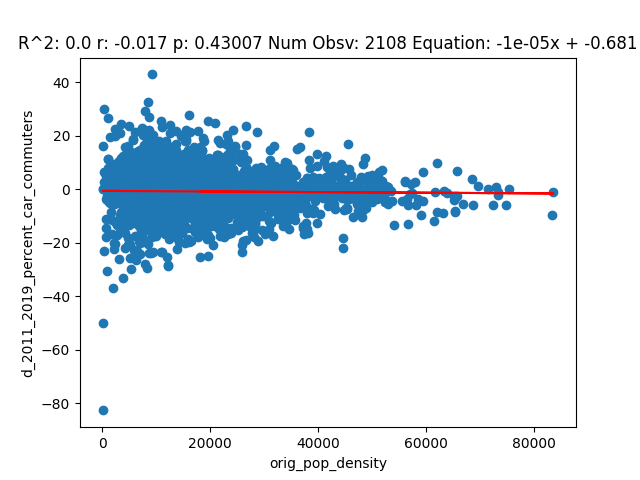 R^2: 0.0 r: -0.017 p: 0.43007 Num Obsv: 2108 Equation: -1e-05x + -0.681
40
20
0
−20
−40
−60
−80
d_2011_2019_percent_car_commuters
0 20000 40000 60000 80000
orig_pop_density